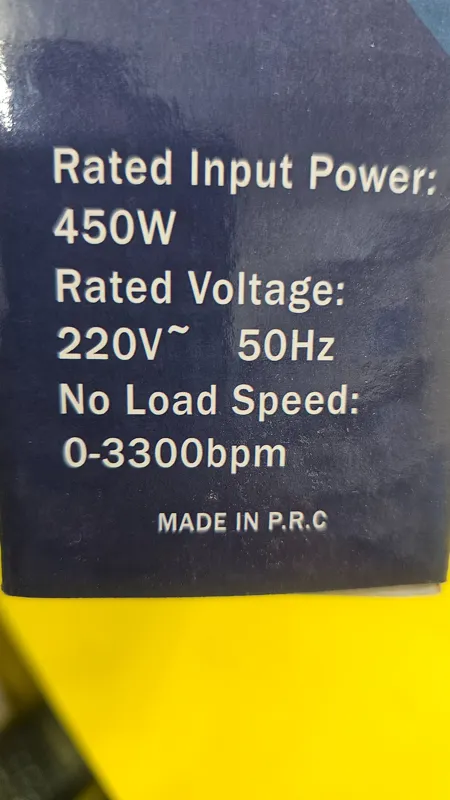 Rated Input Power:
450W
Rated Voltage:
220V~ 50Hz
No Load Speed:
0-3300bpm
MADE IN P.R.C